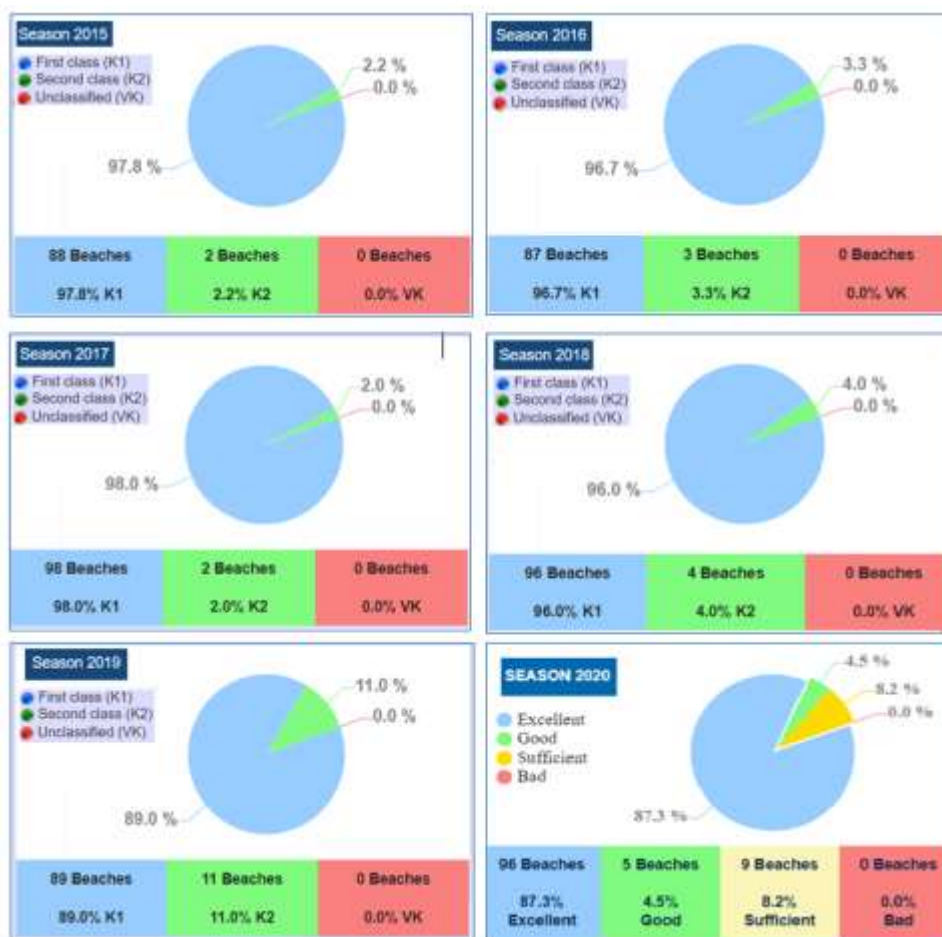 Season 2015
First class (K1)
Second class (K2)
Unclassified (VK)
2.2 %
0.0 %
97.8 %
88 Beaches 2 Beaches 0 Beaches
97.8% K1 2.2% K2 0.0% VK
Season 2016
First class (K1)
Second class (K2)
Unclassified (VK)
3.3 %
0.0 %
96.7 %
87 Beaches 3 Beaches 0 Beaches
96.7% K1 3.3% K2 0.0% VK
Season 2017
First class (K1)
Second class (K2)
Unclassified (VK)
2.0 %
0.0 %
98.0 %
98 Beaches 2 Beaches 0 Beaches
98.0% K1 2.0% K2 0.0% VK
Season 2018
First class (K1)
Second class (K2)
Unclassified (VK)
4.0 %
0.0 %
96.0 %
96 Beaches 4 Beaches 0 Beaches
96.0% K1 4.0% K2 0.0% VK
Season 2019
First class (K1)
Second class (K2)
Unclassified (VK)
11.0 %
0.0 %
89.0 %
89 Beaches 11 Beaches 0 Beaches
89.0% K1 11.0% K2 0.0% VK
SEASON 2020
Excellent
Good
Sufficient
Bad
4.5 %
8.2 %
0.0 %
87.3 %
96 Beaches 5 Beaches 9 Beaches 0 Beaches
87.3% 4.5% 8.2% 0.0%
Excellent Good Sufficient Bad